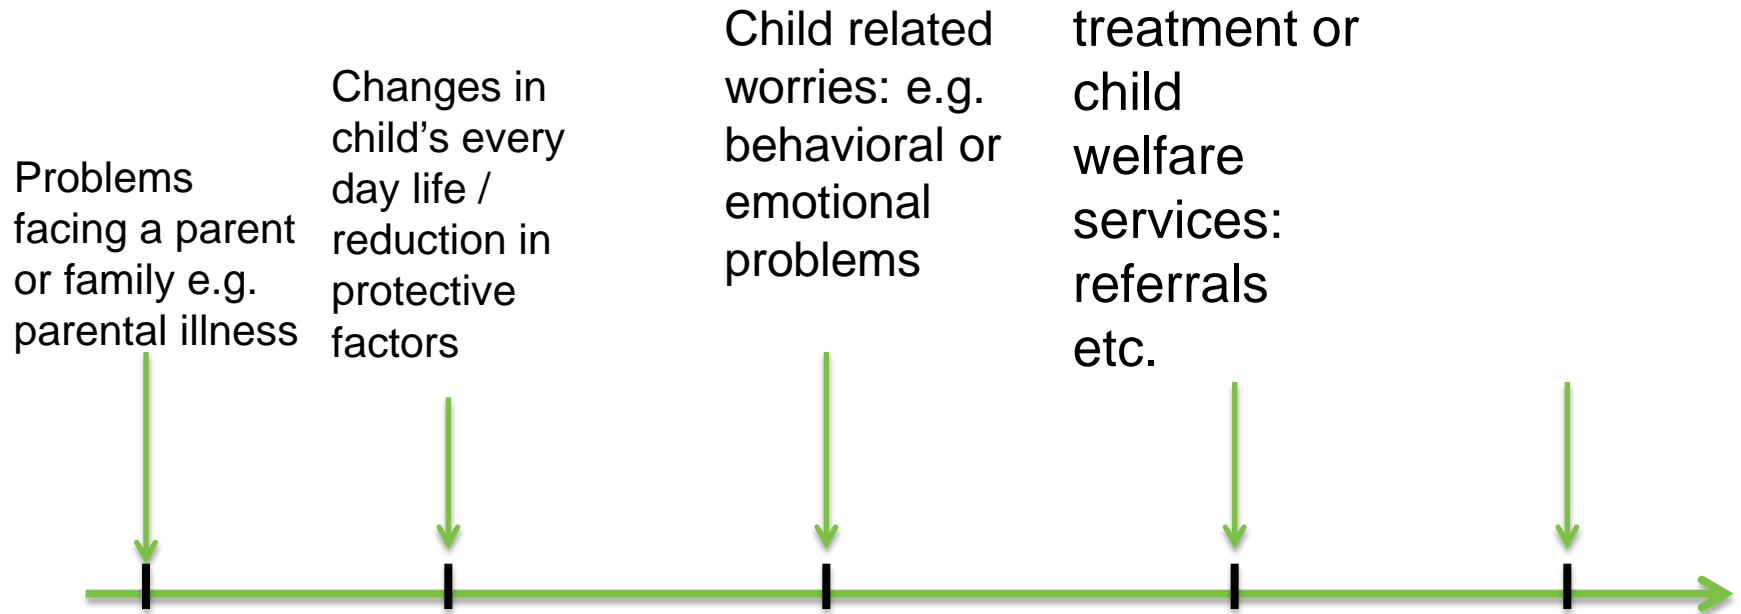 Problems
facing a parent
or family e.g.
parental illness
Changes in
child’s every
day life /
reduction in
protective
factors
Child related
worries: e.g.
behavioral or
emotional
problems
treatment or
child
welfare
services:
referrals
etc.